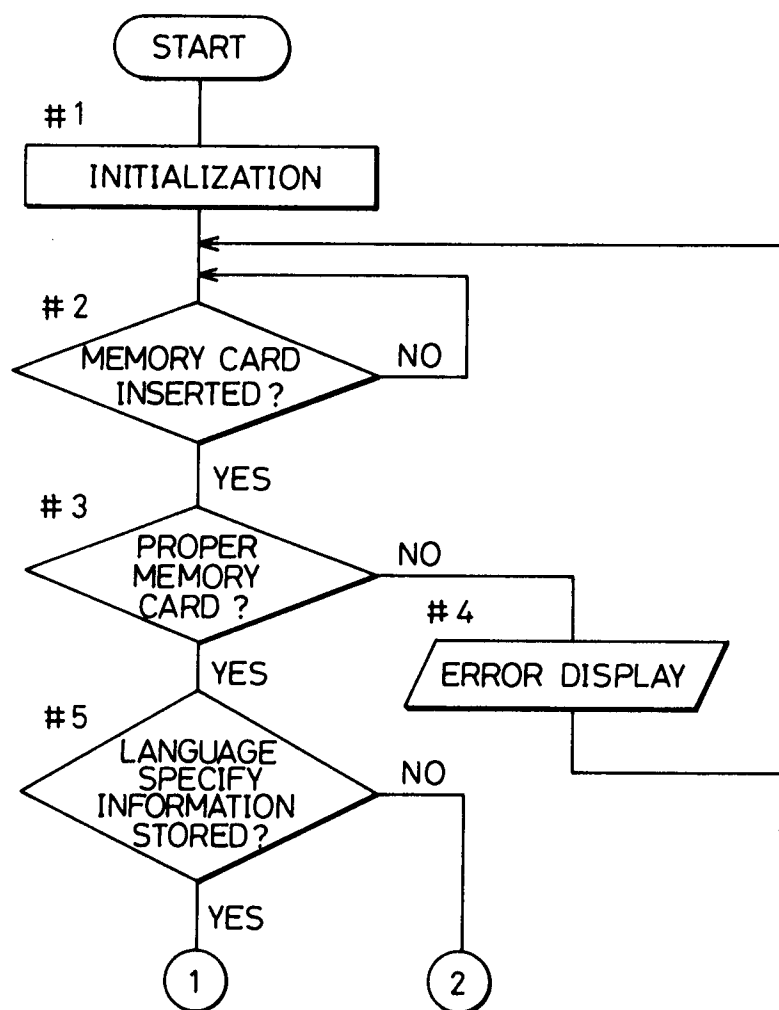 START
#1
INITIALIZATION
#2
MEMORY CARD
INSERTED?
NO
YES
#3
PROPER
MEMORY
CARD?
NO
#4
ERROR DISPLAY
YES
#5
LANGUAGE
SPECIFY
INFORMATION
STORED?
NO
YES
1
2